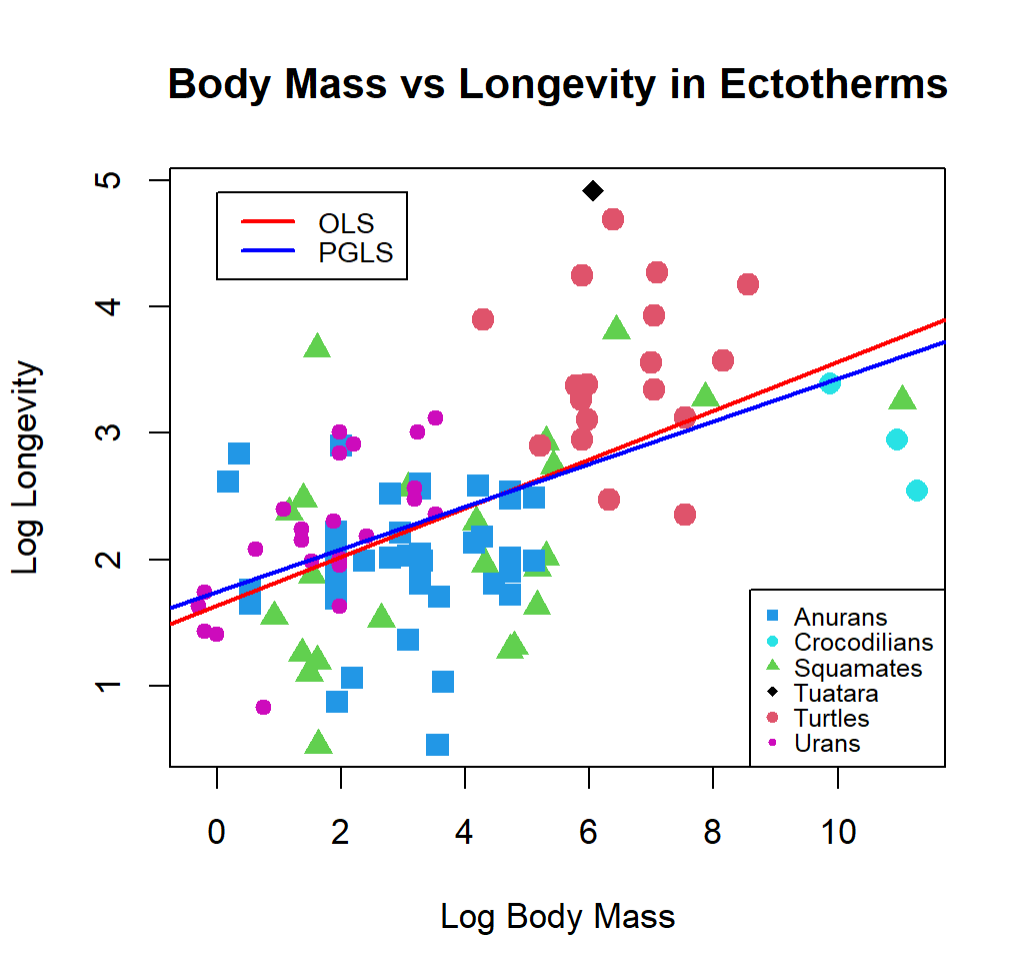 Body Mass vs Longevity in Ectotherms
OLS
PGLS
5
4
3
2
1
Log Longevity
Anurans
Crocodilians
Squamates
Tuatara
Turtles
Urans
0 2 4 6 8 10
Log Body Mass